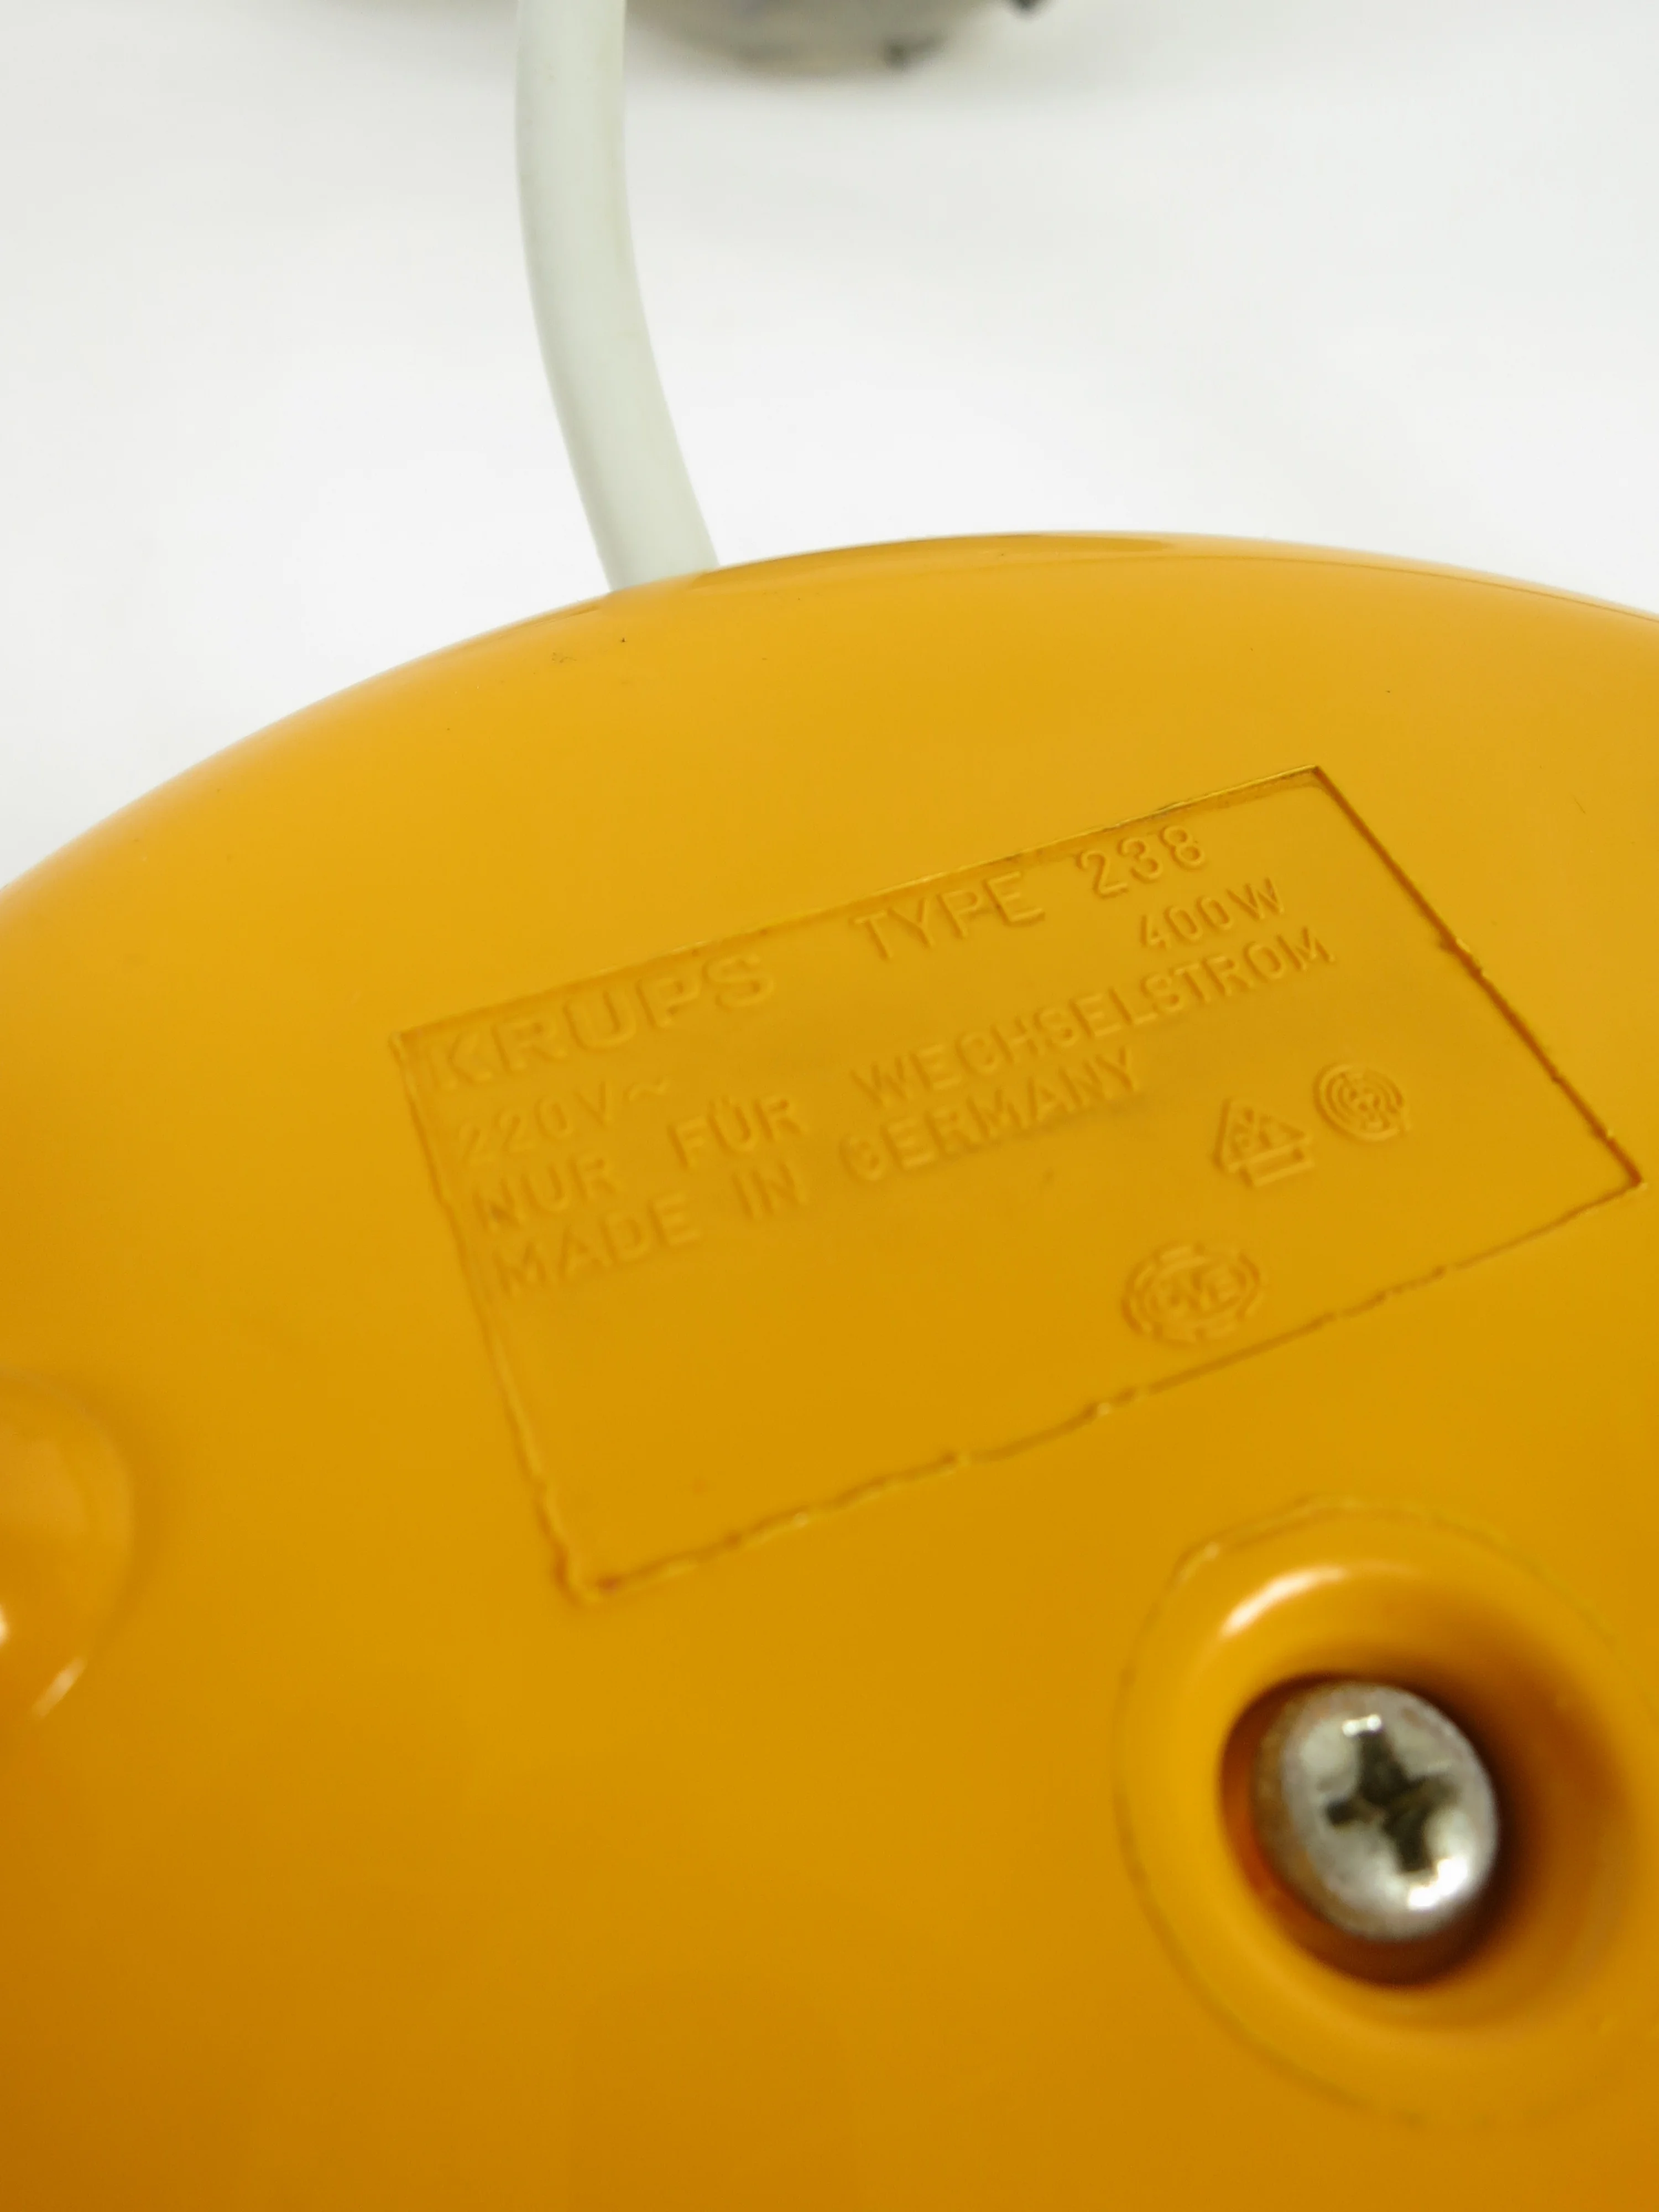 KRUPS TYPE 238
220V~ 400W
NUR FÜR WECHSELSTROM
MADE IN GERMANY